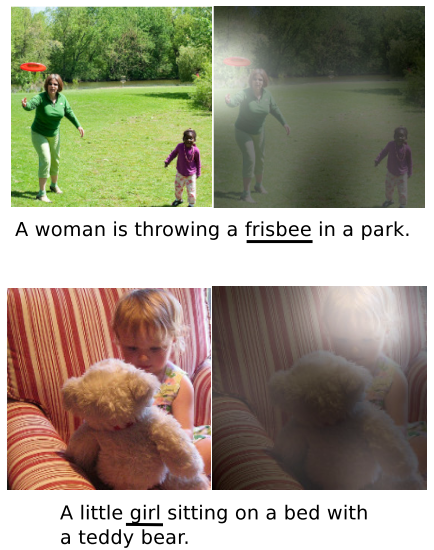 A woman is throwing a frisbee in a park.
A little girl sitting on a bed with
a teddy bear.